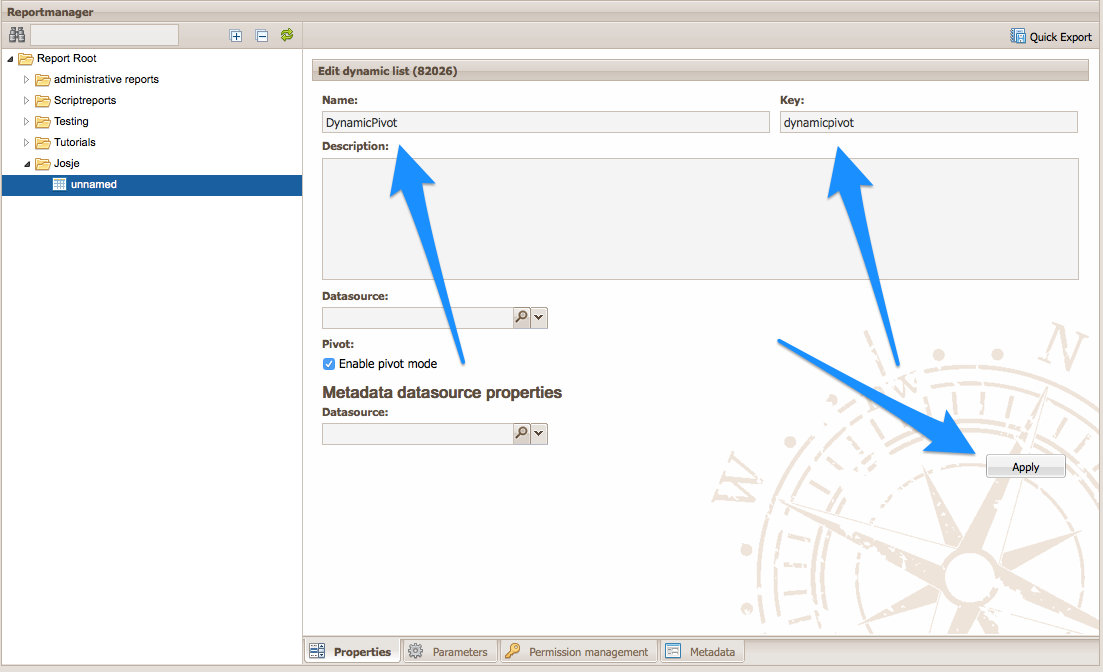 Reportmanager
Quick Export
Report Root
administrative reports
Scriptreports
Testing
Tutorials
Josje
unnamed
Edit dynamic list (82026)
Name: Key:
DynamicPivot dynamicpivot
Description:
Datasource:
Pivot:
Enable pivot mode
Metadata datasource properties
Datasource:
N
W
W
Apply
Properties Parameters Permission management Metadata